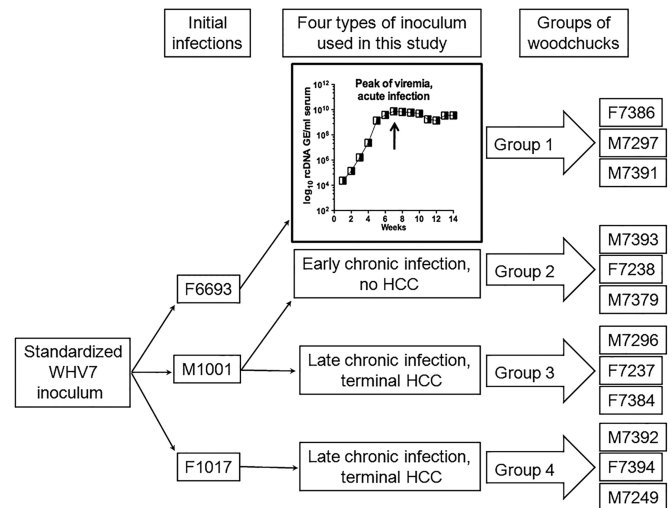 Initial
infections
Four types of inoculum
used in this study
Groups of
woodchucks
Peak of viremia,
acute infection
log10 rcDNA GE/ml serum
10^12
10^10
10^8
10^6
10^4
10^2
0 2 4 6 8 10 12 14
Weeks
Group 1
F7386
M7297
M7391
F6693
Early chronic infection,
no HCC
Group 2
M7393
F7238
M7379
Standardized
WHV7
inoculum
M1001
Late chronic infection,
terminal HCC
Group 3
M7296
F7237
F7384
F1017
Late chronic infection,
terminal HCC
Group 4
M7392
F7394
M7249